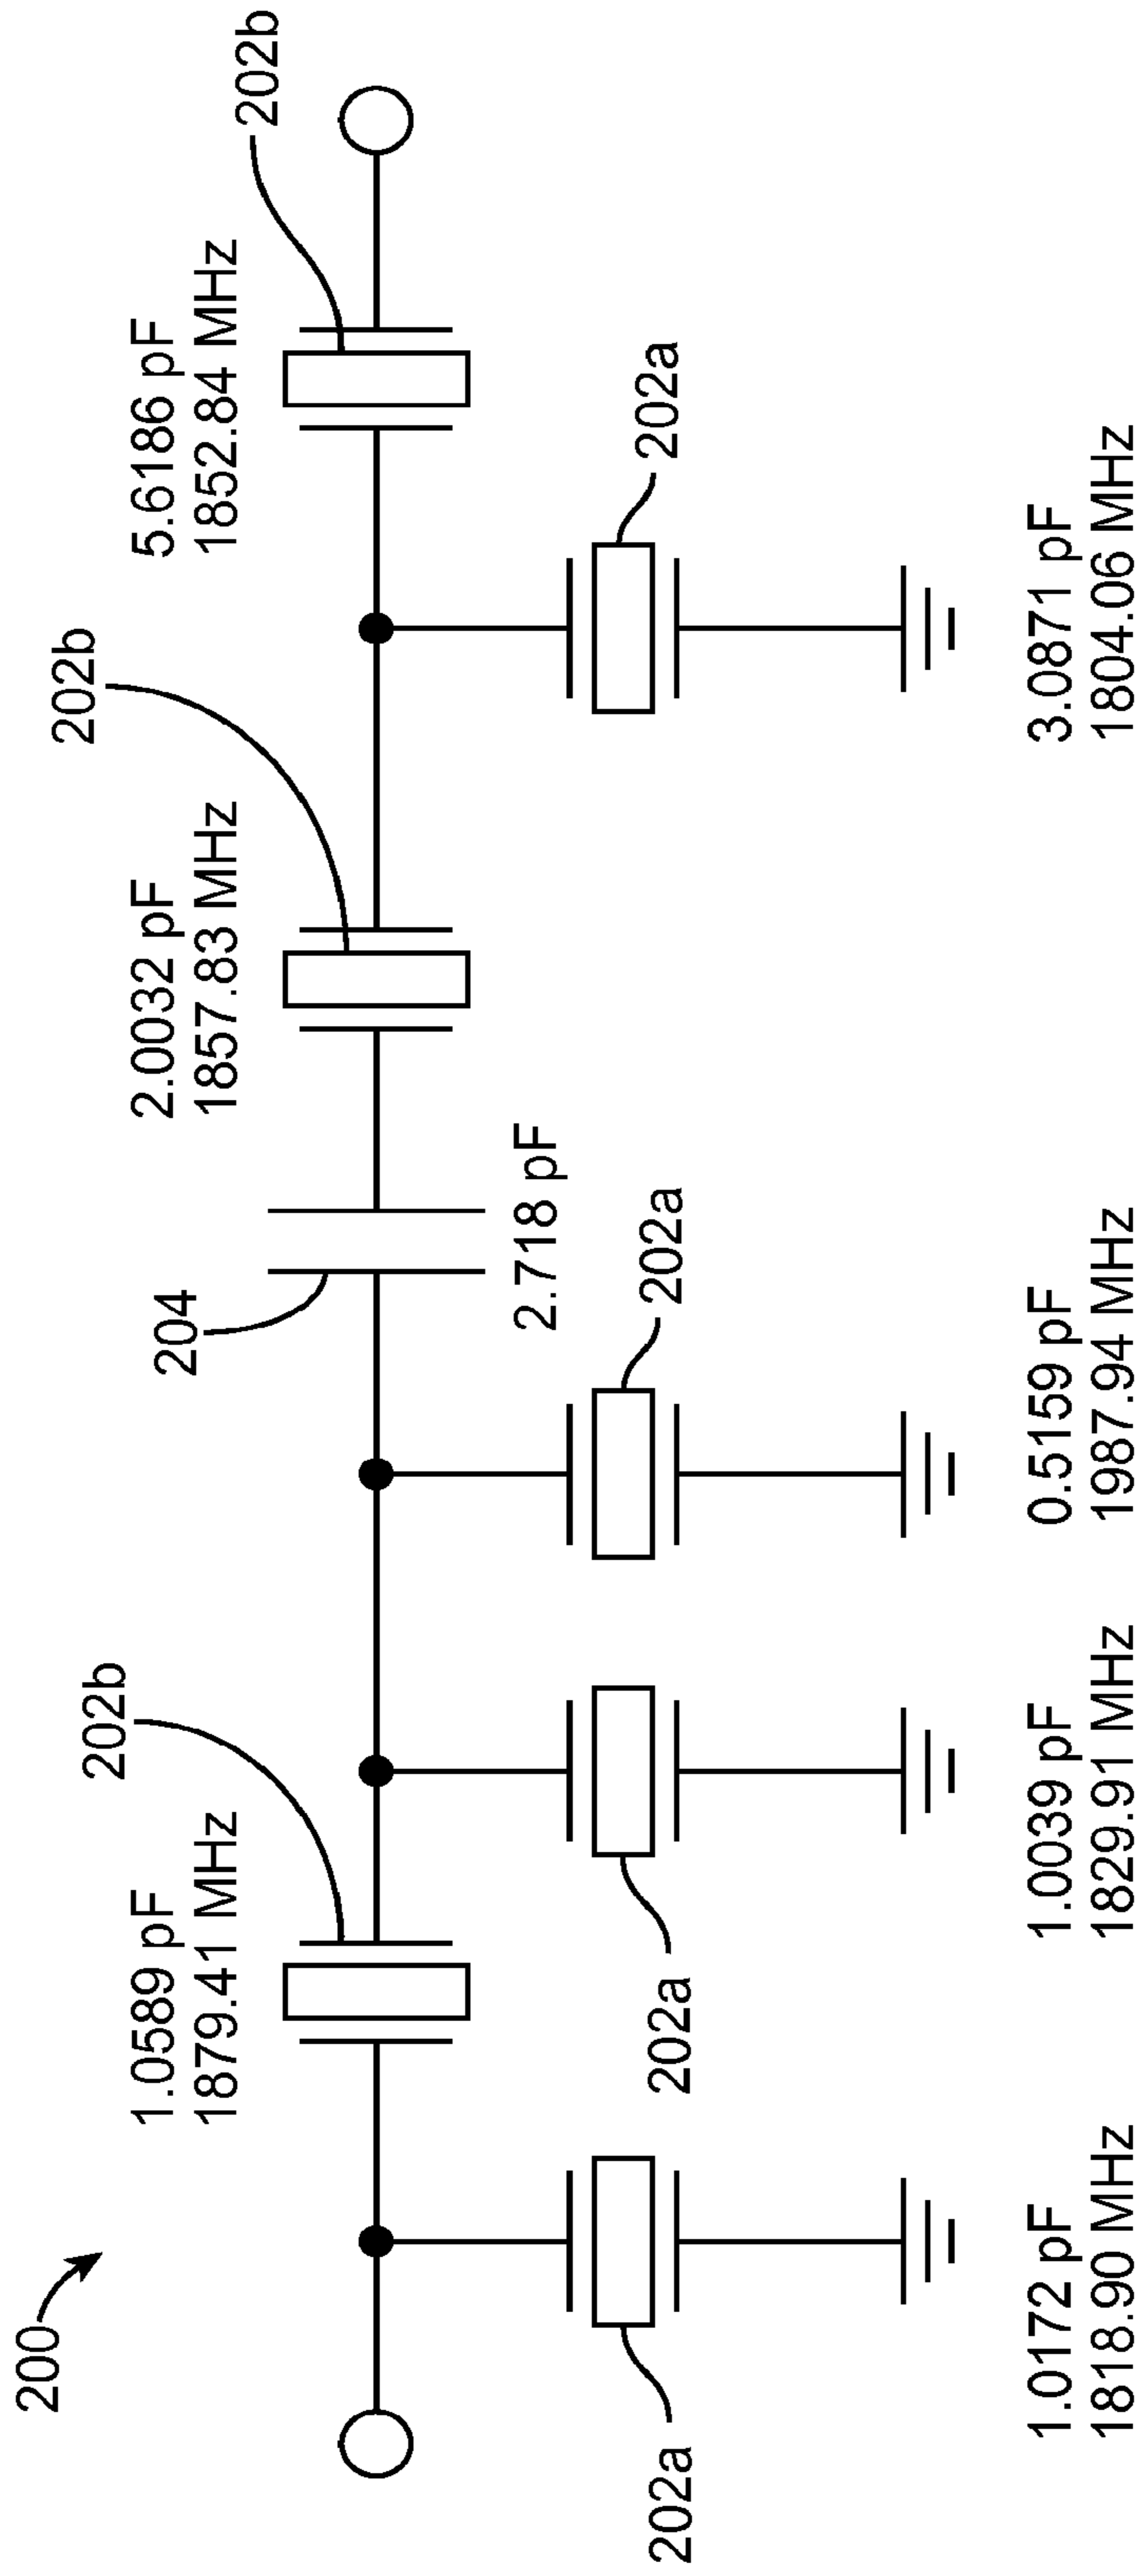 200
202b
1.0589 pF
1879.41 MHz
202b
2.0032 pF
1857.83 MHz
202b
5.6186 pF
1852.84 MHz
204
2.718 pF
202a
202a
202a
202a
1.0172 pF
1818.90 MHz
1.0039 pF
1829.91 MHz
0.5159 pF
1987.94 MHz
3.0871 pF
1804.06 MHz